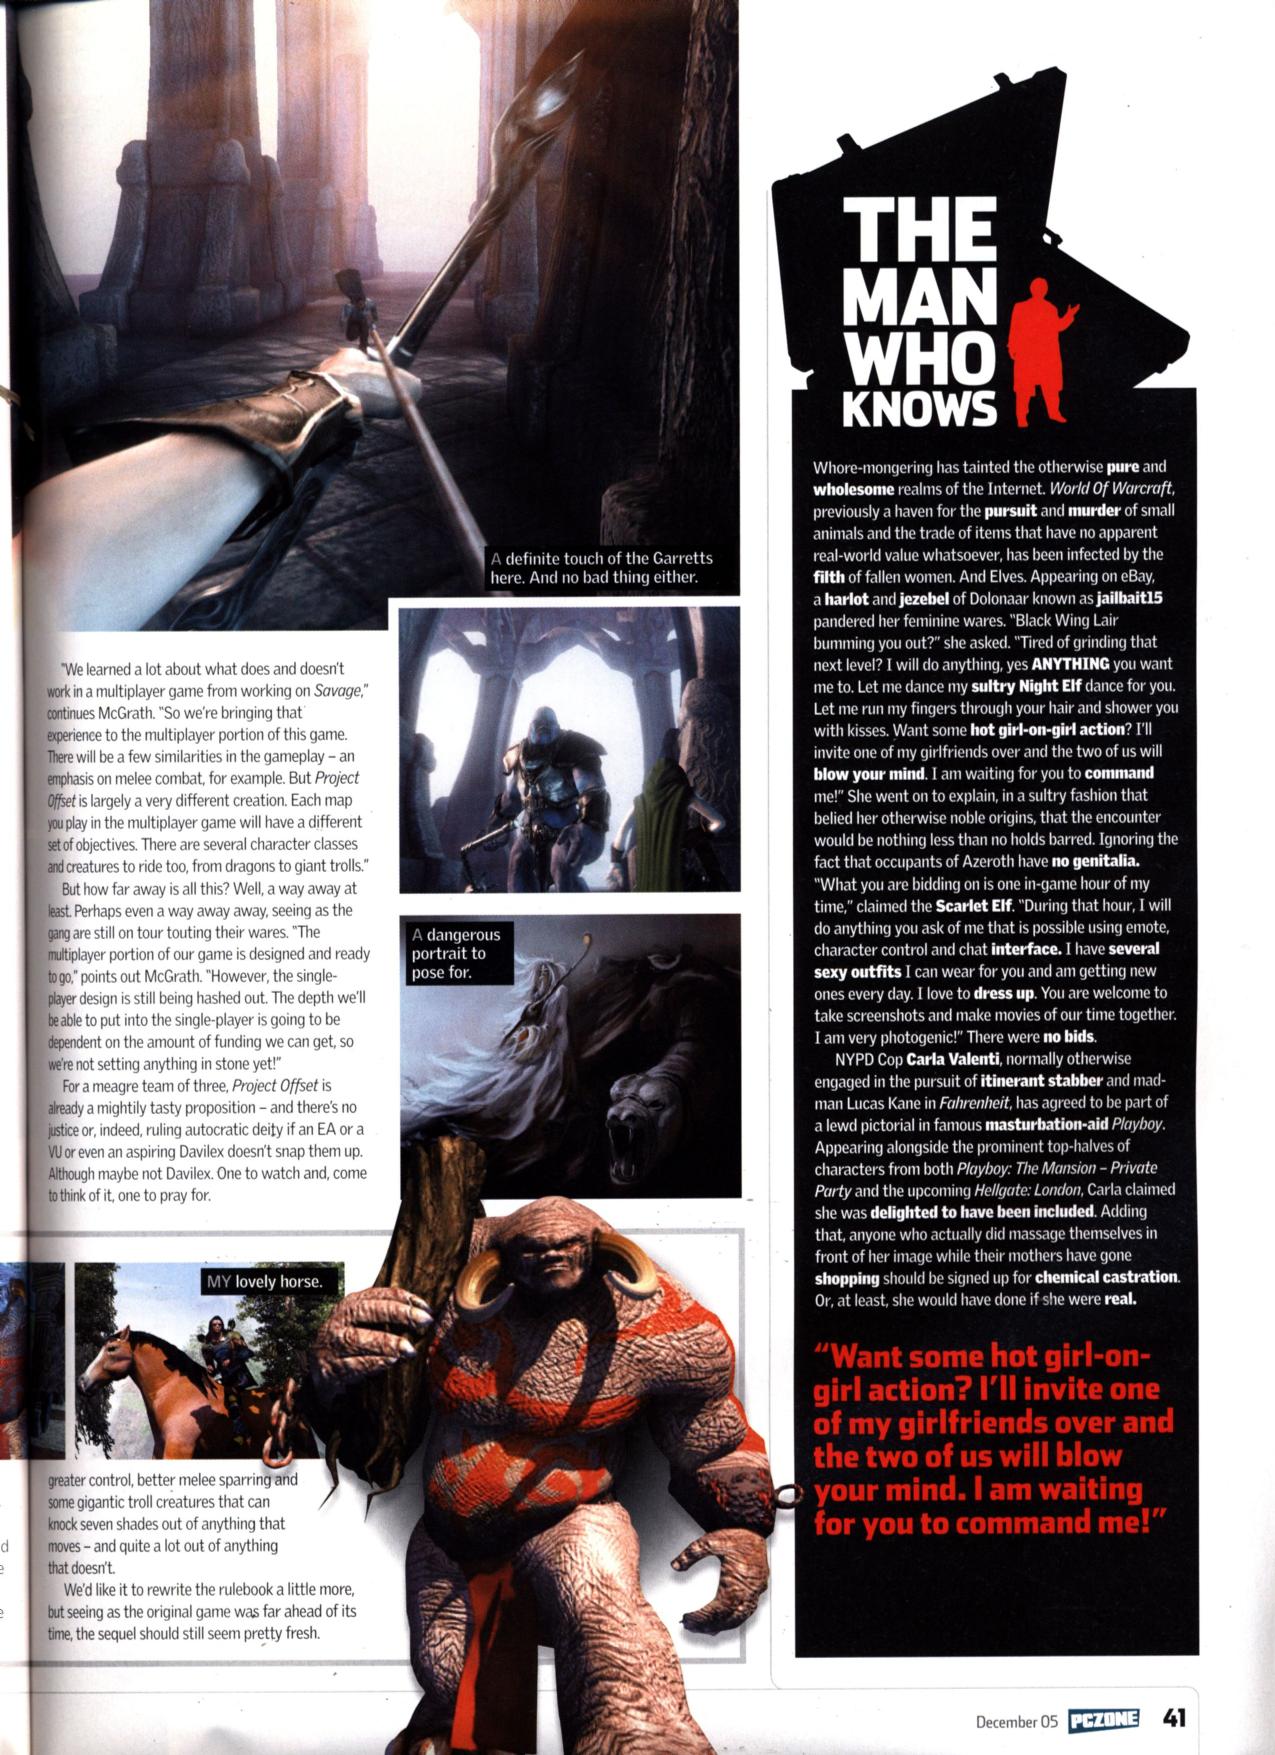 A definite touch of the Garretts
here. And no bad thing either.
"We learned a lot about what does and doesn't
work in a multiplayer game from working on Savage,"
continues McGrath. "So we're bringing that
experience to the multiplayer portion of this game.
There will be a few similarities in the gameplay – an
emphasis on melee combat, for example. But Project
Offset is largely a very different creation. Each map
you play in the multiplayer game will have a different
set of objectives. There are several character classes
and creatures to ride too, from dragons to giant trolls."
But how far away is all this? Well, a way away at
least. Perhaps even a way away away, seeing as the
gang are still on tour touting their wares. "The
multiplayer portion of our game is designed and ready
to go," points out McGrath. "However, the single-
player design is still being hashed out. The depth we'll
be able to put into the single-player is going to be
dependent on the amount of funding we can get, so
we're not setting anything in stone yet!"
For a meagre team of three, Project Offset is
already a mightily tasty proposition – and there's no
justice or, indeed, ruling autocratic deity if an EA or a
VU or even an aspiring Davilex doesn't snap them up.
Although maybe not Davilex. One to watch and, come
to think of it, one to pray for.
A dangerous
portrait to
pose for.
MY lovely horse.
greater control, better melee sparring and
some gigantic troll creatures that can
knock seven shades out of anything that
moves – and quite a lot out of anything
that doesn't.
We'd like it to rewrite the rulebook a little more,
but seeing as the original game was far ahead of its
time, the sequel should still seem pretty fresh.
THE
MAN
WHO
KNOWS
Whore-mongering has tainted the otherwise pure and
wholesome realms of the Internet. World Of Warcraft,
previously a haven for the pursuit and murder of small
animals and the trade of items that have no apparent
real-world value whatsoever, has been infected by the
filth of fallen women. And Elves. Appearing on eBay,
a harlot and jezebel of Dolonaar known as jailbait15
pandered her feminine wares. "Black Wing Lair
bumming you out?" she asked. "Tired of grinding that
next level? I will do anything, yes ANYTHING you want
me to. Let me dance my sultry Night Elf dance for you.
Let me run my fingers through your hair and shower you
with kisses. Want some hot girl-on-girl action? I'll
invite one of my girlfriends over and the two of us will
blow your mind. I am waiting for you to command
me!" She went on to explain, in a sultry fashion that
belied her otherwise noble origins, that the encounter
would be nothing less than no holds barred. Ignoring the
fact that occupants of Azeroth have no genitalia.
"What you are bidding on is one in-game hour of my
time," claimed the Scarlet Elf. "During that hour, I will
do anything you ask of me that is possible using emote,
character control and chat interface. I have several
sexy outfits I can wear for you and am getting new
ones every day. I love to dress up. You are welcome to
take screenshots and make movies of our time together.
I am very photogenic!" There were no bids.
NYPD Cop Carla Valenti, normally otherwise
engaged in the pursuit of itinerant stabber and mad-
man Lucas Kane in Fahrenheit, has agreed to be part of
a lewd pictorial in famous masturbation-aid Playboy.
Appearing alongside the prominent top-halves of
characters from both Playboy: The Mansion – Private
Party and the upcoming Hellgate: London, Carla claimed
she was delighted to have been included. Adding
that, anyone who actually did massage themselves in
front of her image while their mothers have gone
shopping should be signed up for chemical castration.
Or, at least, she would have done if she were real.
"Want some hot girl-on-
girl action? I'll invite one
of my girlfriends over and
the two of us will blow
your mind. I am waiting
for you to command me!"
December 05 PCZONE 41